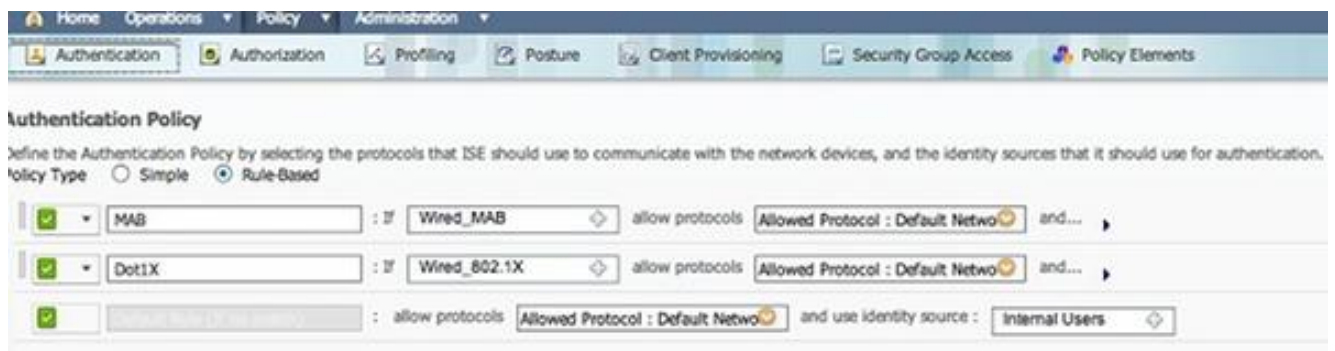 Home Operations Policy Administration
Authentication Authorization Profiling Posture Client Provisioning Security Group Access Policy Elements
Authentication Policy
Define the Authentication Policy by selecting the protocols that ISE should use to communicate with the network devices, and the identity sources that it should use for authentication.
Policy Type Simple Rule-Based
MAB : If Wired_MAB allow protocols Allowed Protocol : Default Netwo and...
Dot1X : If Wired_802.1X allow protocols Allowed Protocol : Default Netwo and...
: allow protocols Allowed Protocol : Default Netwo and use identity source : Internal Users